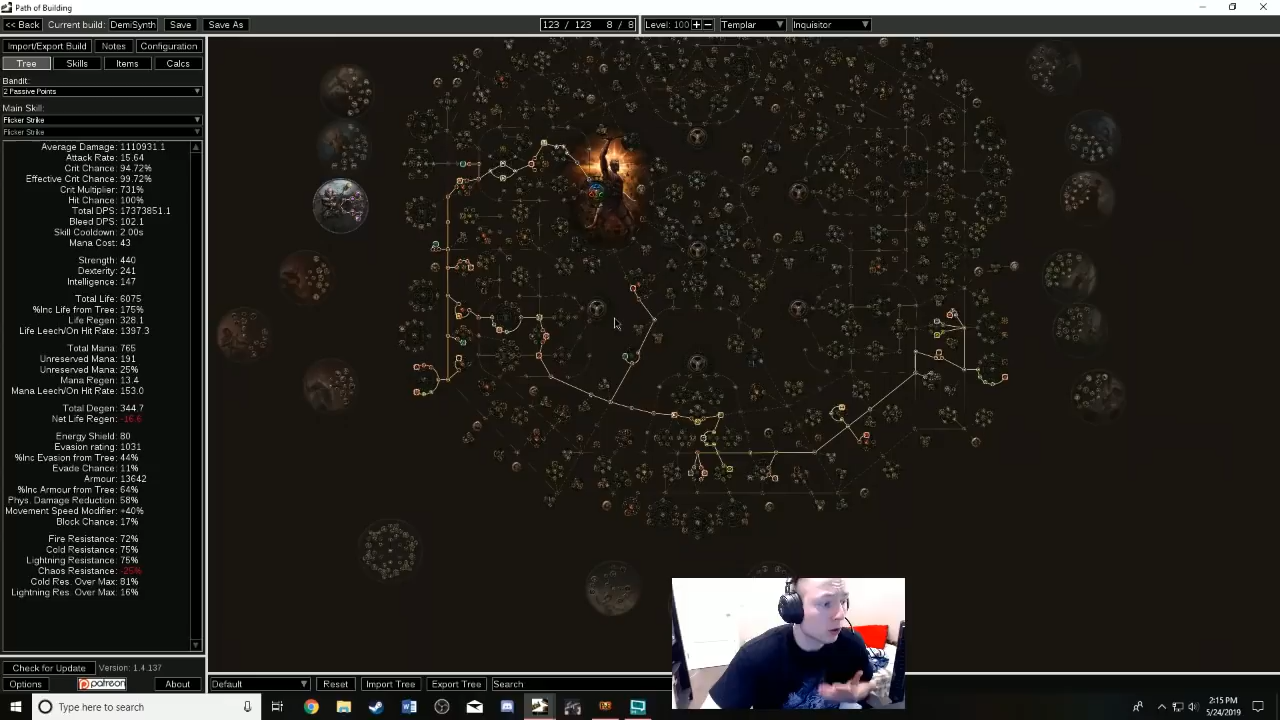 Path of Building
<< Back Current build: DemiSynth Save Save As 123 / 123 8 / 8 Level: 100 + - Templar Inquisitor
Import/Export Build Notes Configuration
Tree Skills Items Calcs
Bandit:
2 Passive Points
Main Skill:
Flicker Strike
Flicker Strike
Average Damage: 1110931.1
Attack Rate: 15.64
Crit Chance: 94.72%
Effective Crit Chance: 99.72%
Crit Multiplier: 731%
Hit Chance: 100%
Total DPS: 17373851.1
Bleed DPS: 102.1
Skill Cooldown: 2.00s
Mana Cost: 43
Strength: 440
Dexterity: 241
Intelligence: 147
Total Life: 6075
%Inc Life from Tree: 175%
Life Regen: 328.1
Life Leech/On Hit Rate: 1397.3
Total Mana: 765
Unreserved Mana: 191
Unreserved Mana: 25%
Mana Regen: 13.4
Mana Leech/On Hit Rate: 153.0
Total Degen: 344.7
Net Life Regen: -16.6
Energy Shield: 80
Evasion rating: 1031
%Inc Evasion from Tree: 44%
Evade Chance: 11%
Armour: 13642
%Inc Armour from Tree: 64%
Phys. Damage Reduction: 58%
Movement Speed Modifier: +40%
Block Chance: 17%
Fire Resistance: 72%
Cold Resistance: 75%
Lightning Resistance: 75%
Chaos Resistance: -25%
Cold Res. Over Max: 81%
Lightning Res. Over Max: 16%
Check for Update Version: 1.4.137
Options patreon About
Default Reset Import Tree Export Tree Search
Type here to search
2:15 PM
5/24/2019